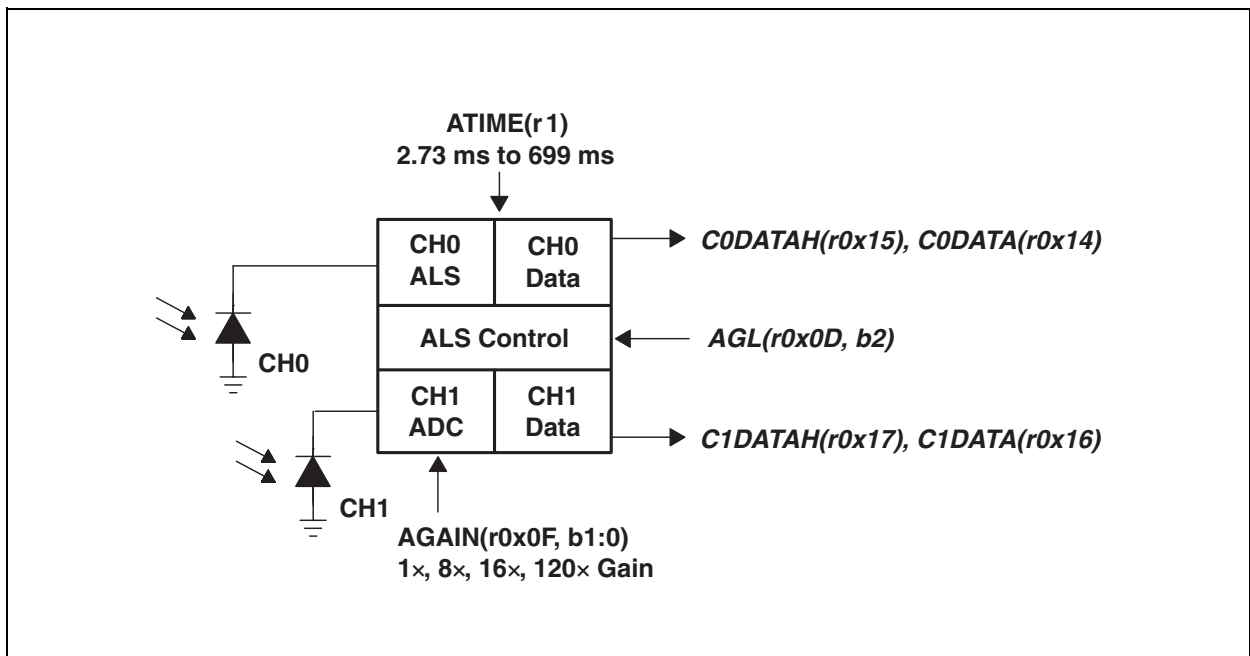 ATIME(r 1)
2.73 ms to 699 ms
CH0
ALS
CH0
Data
C0DATAH(r0x15), C0DATA(r0x14)
ALS Control
AGL(r0x0D, b2)
CH0
CH1
ADC
CH1
Data
C1DATAH(r0x17), C1DATA(r0x16)
CH1
AGAIN(r0x0F, b1:0)
1×, 8×, 16×, 120× Gain